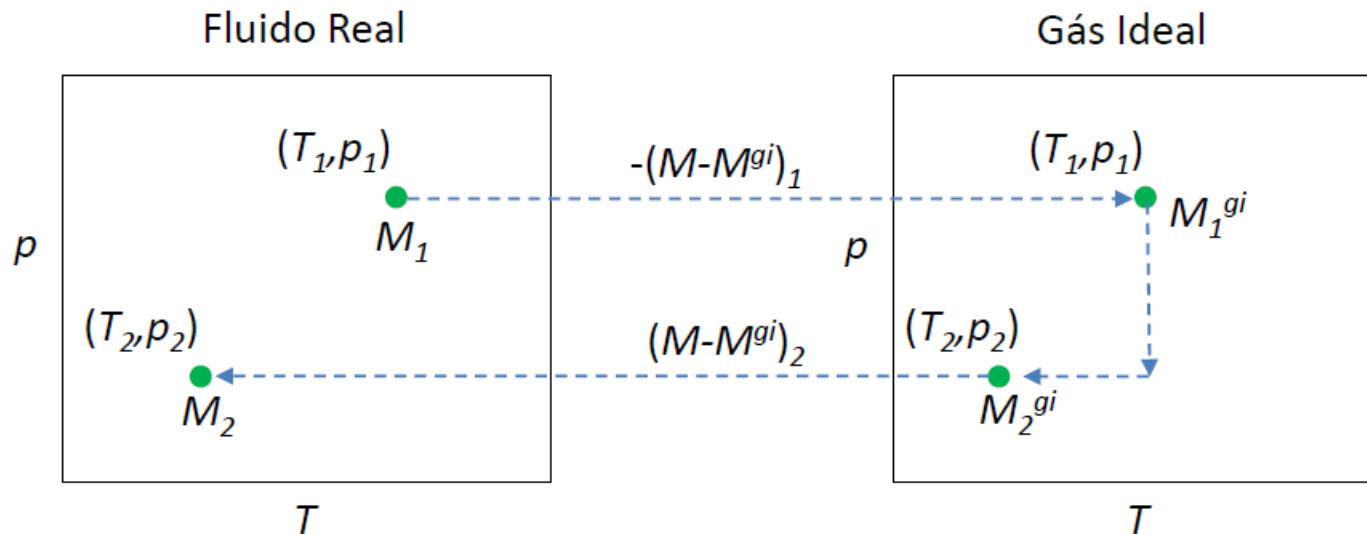 Fluido Real
Gás Ideal
(T₁,p₁)
-(M-Mᵍⁱ)₁
(T₁,p₁)
M₁
M₁ᵍⁱ
p
p
(T₂,p₂)
(M-Mᵍⁱ)₂
(T₂,p₂)
M₂
M₂ᵍⁱ
T
T